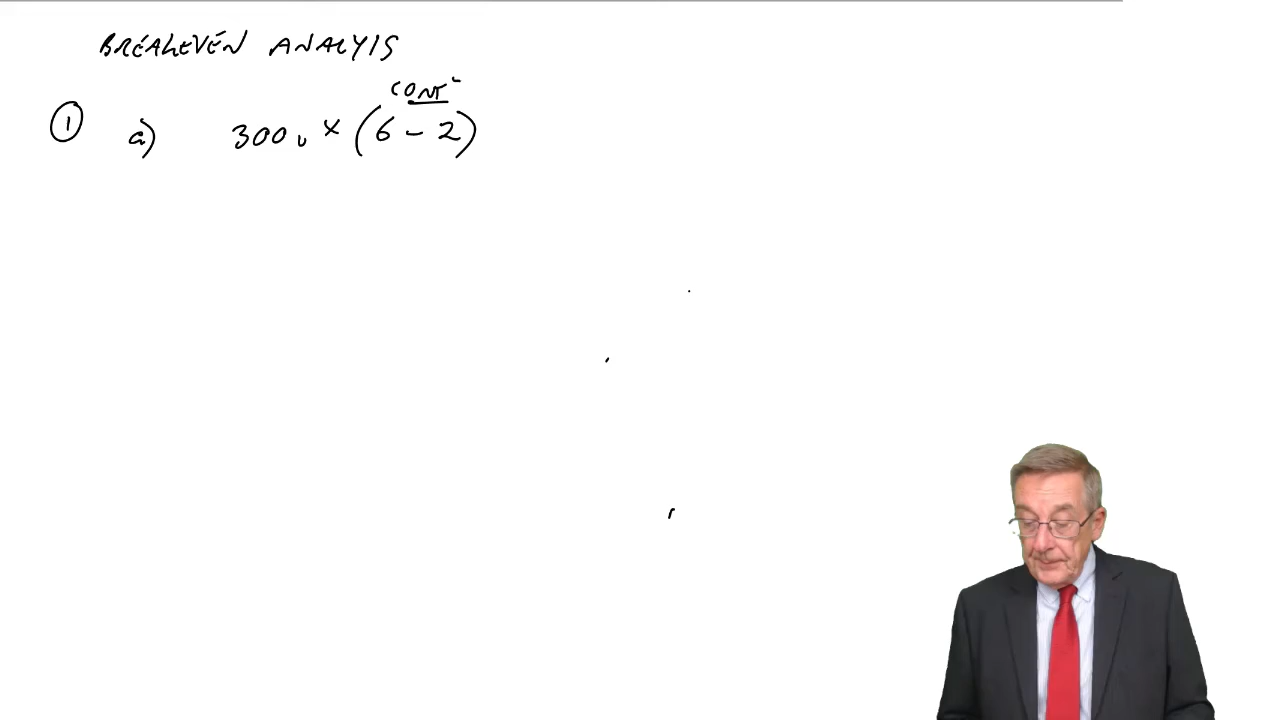 BREAKEVEN ANALYIS
CONT
① a) 300u × (6 - 2)